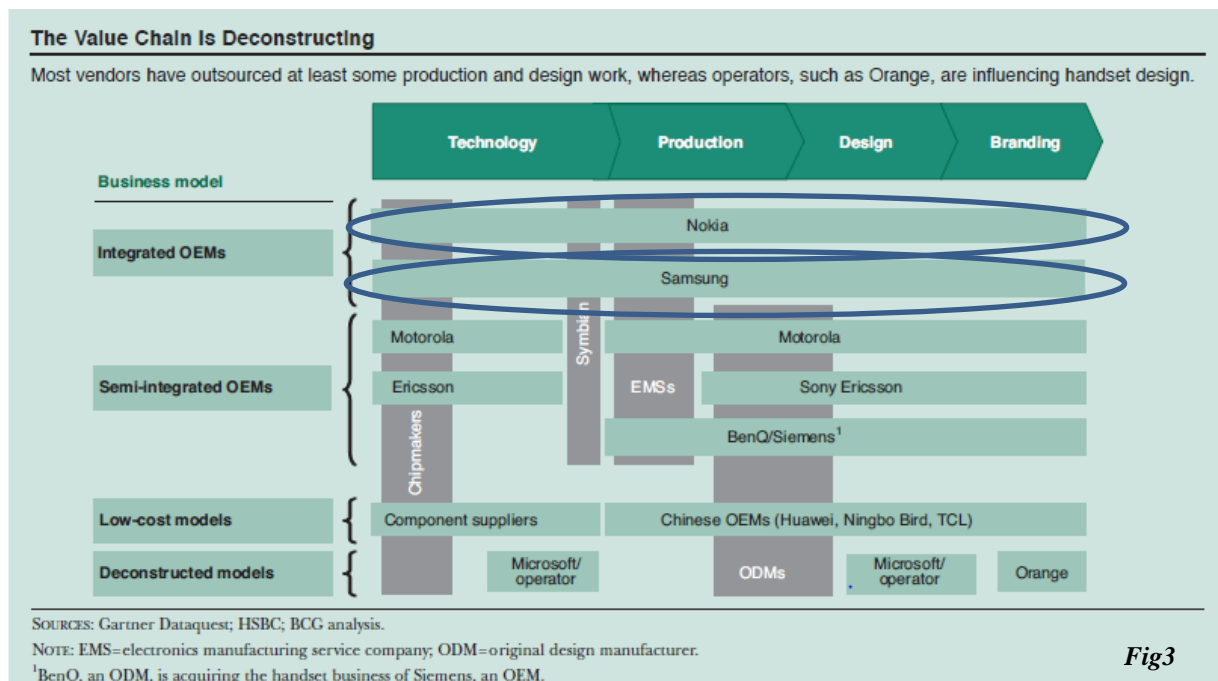 The Value Chain Is Deconstructing
Most vendors have outsourced at least some production and design work, whereas operators, such as Orange, are influencing handset design.
Technology
Production
Design
Branding
Business model
Integrated OEMs
Nokia
Samsung
Semi-integrated OEMs
Motorola
Motorola
Ericsson
Sony Ericsson
BenQ/Siemens¹
Symbian
EMSs
Chipmakers
Low-cost models
Component suppliers
Chinese OEMs (Huawei, Ningbo Bird, TCL)
Deconstructed models
Microsoft/
operator
ODMs
Microsoft/
operator
Orange
SOURCES: Gartner Dataquest; HSBC; BCG analysis.
NOTE: EMS=electronics manufacturing service company; ODM=original design manufacturer.
¹BenQ, an ODM, is acquiring the handset business of Siemens, an OEM.
Fig3